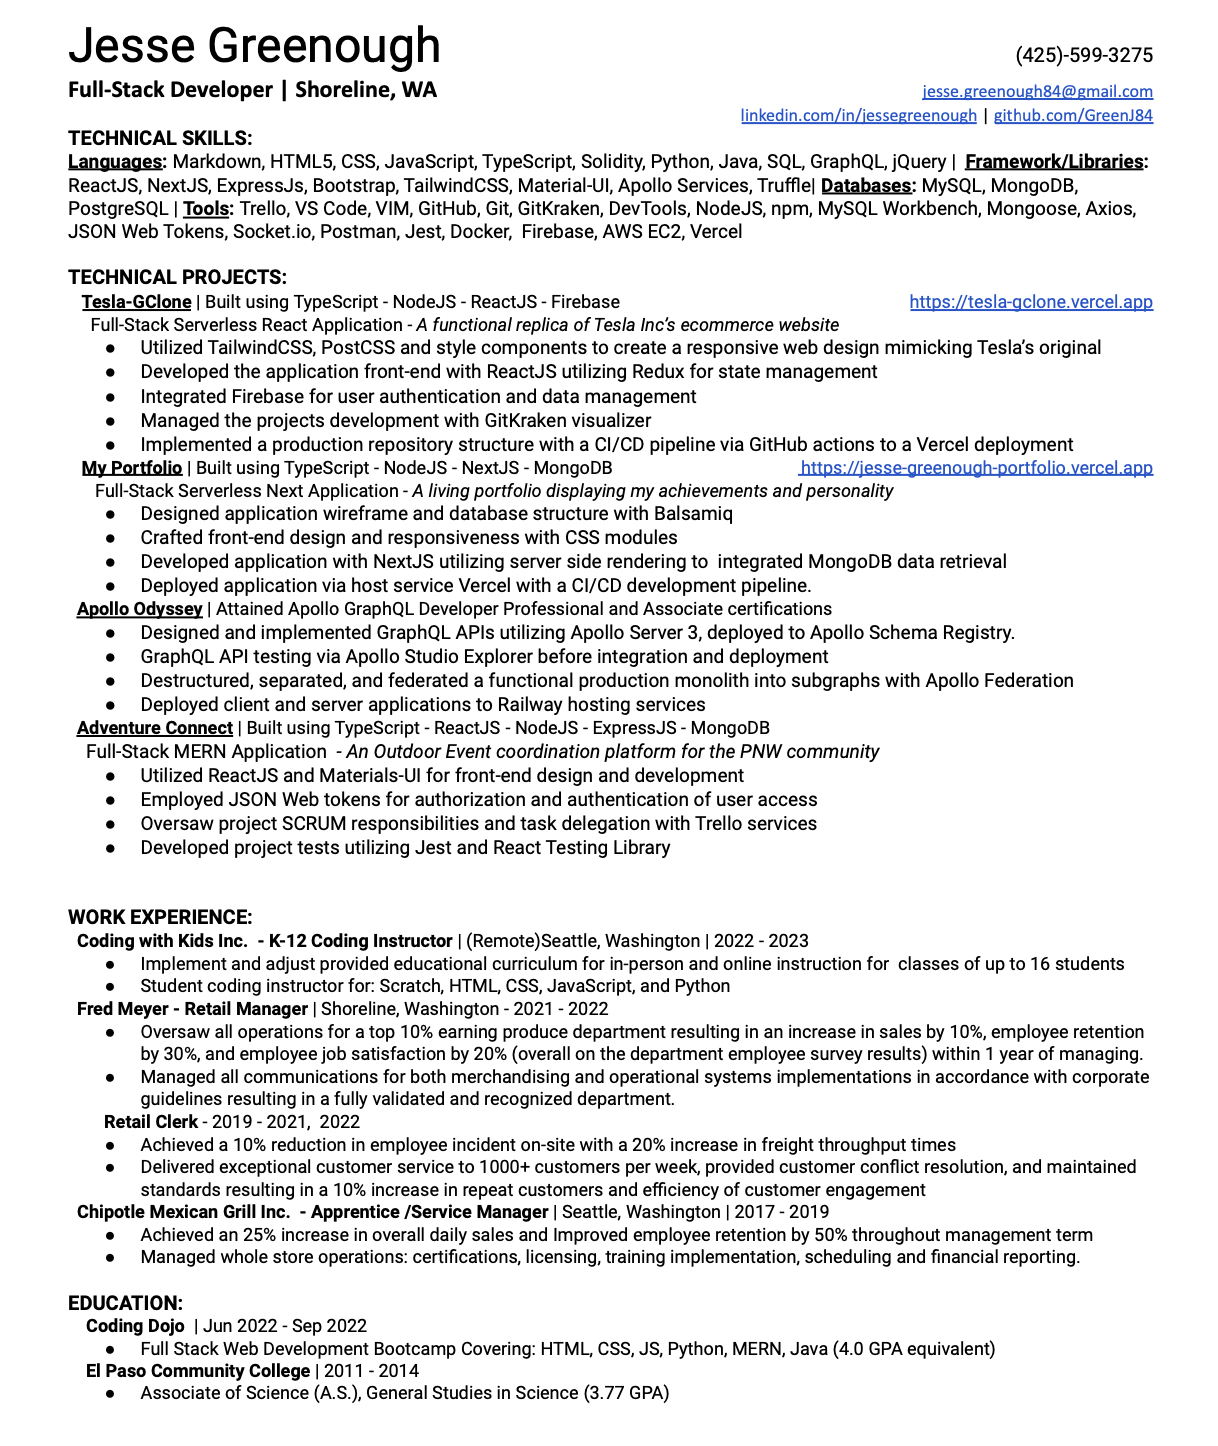 Jesse Greenough
(425)-599-3275
Full-Stack Developer | Shoreline, WA
jesse.greenough84@gmail.com
linkedin.com/in/jessegreenough | github.com/GreenJ84
TECHNICAL SKILLS:
Languages: Markdown, HTML5, CSS, JavaScript, TypeScript, Solidity, Python, Java, SQL, GraphQL, jQuery | Framework/Libraries:
ReactJS, NextJS, ExpressJs, Bootstrap, TailwindCSS, Material-UI, Apollo Services, Truffle| Databases: MySQL, MongoDB,
PostgreSQL | Tools: Trello, VS Code, VIM, GitHub, Git, GitKraken, DevTools, NodeJS, npm, MySQL Workbench, Mongoose, Axios,
JSON Web Tokens, Socket.io, Postman, Jest, Docker, Firebase, AWS EC2, Vercel
TECHNICAL PROJECTS:
Tesla-GClone | Built using TypeScript - NodeJS - ReactJS - Firebase https://tesla-gclone.vercel.app
Full-Stack Serverless React Application - A functional replica of Tesla Inc's ecommerce website
● Utilized TailwindCSS, PostCSS and style components to create a responsive web design mimicking Tesla's original
● Developed the application front-end with ReactJS utilizing Redux for state management
● Integrated Firebase for user authentication and data management
● Managed the projects development with GitKraken visualizer
● Implemented a production repository structure with a CI/CD pipeline via GitHub actions to a Vercel deployment
My Portfolio | Built using TypeScript - NodeJS - NextJS - MongoDB https://jesse-greenough-portfolio.vercel.app
Full-Stack Serverless Next Application - A living portfolio displaying my achievements and personality
● Designed application wireframe and database structure with Balsamiq
● Crafted front-end design and responsiveness with CSS modules
● Developed application with NextJS utilizing server side rendering to integrated MongoDB data retrieval
● Deployed application via host service Vercel with a CI/CD development pipeline.
Apollo Odyssey | Attained Apollo GraphQL Developer Professional and Associate certifications
● Designed and implemented GraphQL APIs utilizing Apollo Server 3, deployed to Apollo Schema Registry.
● GraphQL API testing via Apollo Studio Explorer before integration and deployment
● Destructured, separated, and federated a functional production monolith into subgraphs with Apollo Federation
● Deployed client and server applications to Railway hosting services
Adventure Connect | Built using TypeScript - ReactJS - NodeJS - ExpressJS - MongoDB
Full-Stack MERN Application - An Outdoor Event coordination platform for the PNW community
● Utilized ReactJS and Materials-UI for front-end design and development
● Employed JSON Web tokens for authorization and authentication of user access
● Oversaw project SCRUM responsibilities and task delegation with Trello services
● Developed project tests utilizing Jest and React Testing Library
WORK EXPERIENCE:
Coding with Kids Inc. - K-12 Coding Instructor | (Remote)Seattle, Washington | 2022 - 2023
● Implement and adjust provided educational curriculum for in-person and online instruction for classes of up to 16 students
● Student coding instructor for: Scratch, HTML, CSS, JavaScript, and Python
Fred Meyer - Retail Manager | Shoreline, Washington - 2021 - 2022
● Oversaw all operations for a top 10% earning produce department resulting in an increase in sales by 10%, employee retention
by 30%, and employee job satisfaction by 20% (overall on the department employee survey results) within 1 year of managing.
● Managed all communications for both merchandising and operational systems implementations in accordance with corporate
guidelines resulting in a fully validated and recognized department.
Retail Clerk - 2019 - 2021, 2022
● Achieved a 10% reduction in employee incident on-site with a 20% increase in freight throughput times
● Delivered exceptional customer service to 1000+ customers per week, provided customer conflict resolution, and maintained
standards resulting in a 10% increase in repeat customers and efficiency of customer engagement
Chipotle Mexican Grill Inc. - Apprentice /Service Manager | Seattle, Washington | 2017 - 2019
● Achieved an 25% increase in overall daily sales and Improved employee retention by 50% throughout management term
● Managed whole store operations: certifications, licensing, training implementation, scheduling and financial reporting.
EDUCATION:
Coding Dojo | Jun 2022 - Sep 2022
● Full Stack Web Development Bootcamp Covering: HTML, CSS, JS, Python, MERN, Java (4.0 GPA equivalent)
El Paso Community College | 2011 - 2014
● Associate of Science (A.S.), General Studies in Science (3.77 GPA)